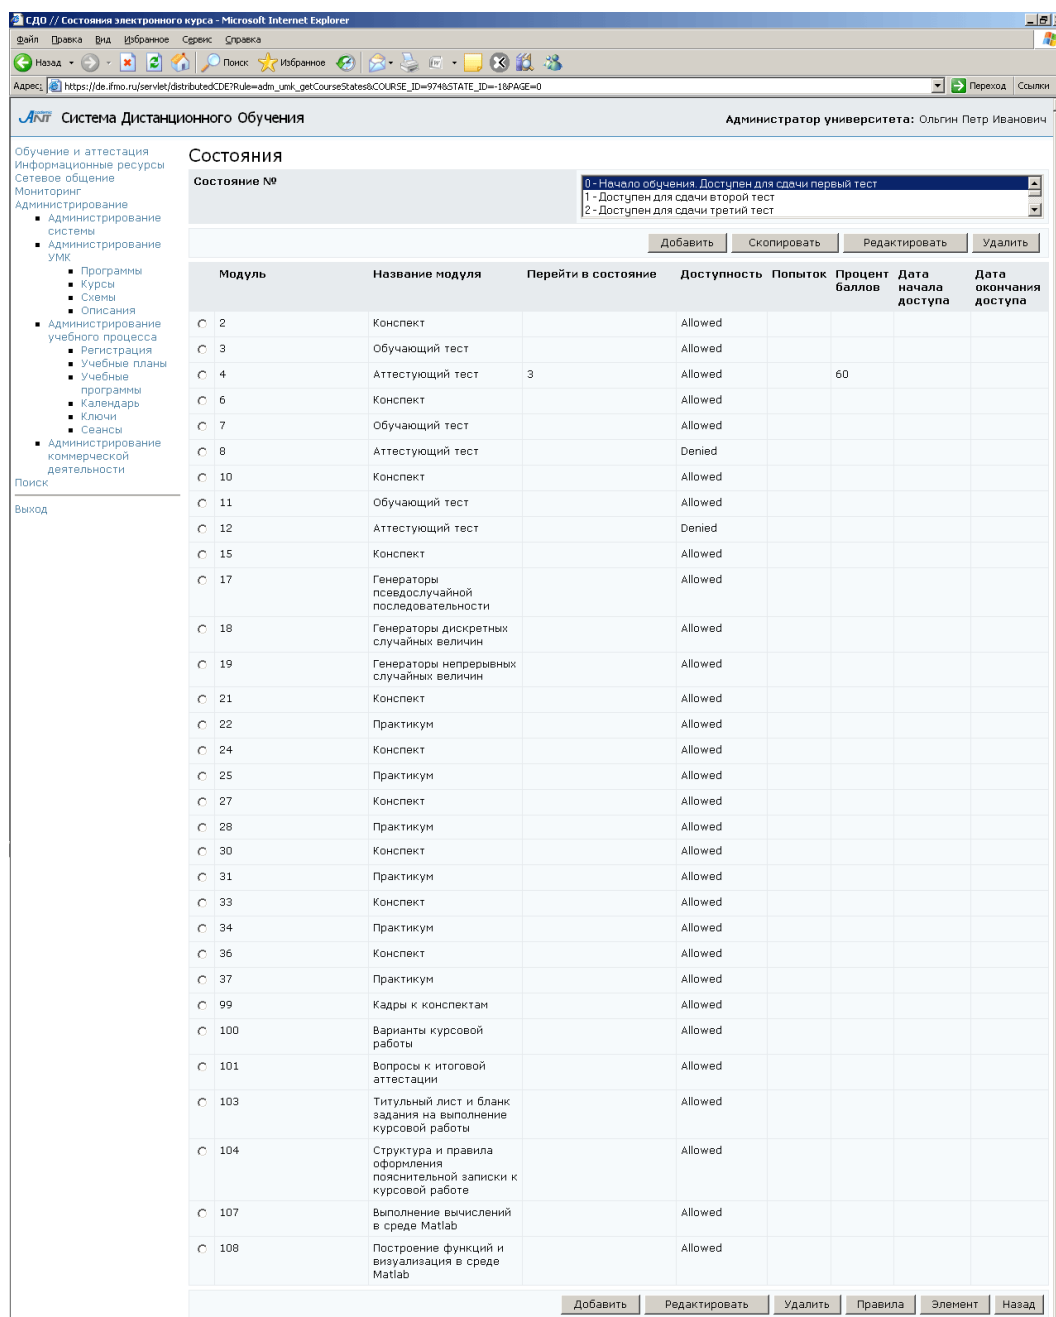 СДО // Состояния электронного курса - Microsoft Internet Explorer
Файл Правка Вид Избранное Сервис Справка
Назад Поиск Избранное
Адрес: https://de.ifmo.ru/servlet/distributedCDE?Rule=adm_umk_getCourseStates&COURSE_ID=974&STATE_ID=-1&PAGE=0 Переход Ссылки
Система Дистанционного Обучения Администратор университета: Ольгин Петр Иванович
Обучение и аттестация
Информационные ресурсы
Сетевое общение
Мониторинг
Администрирование
Администрирование
системы
Администрирование
УМК
Программы
Курсы
Схемы
Описания
Администрирование
учебного процесса
Регистрация
Учебные планы
Учебные
программы
Календарь
Ключи
Сеансы
Администрирование
коммерческой
деятельности
Поиск
Выход
Состояния
Состояние №
0 - Начало обучения. Доступен для сдачи первый тест
1 - Доступен для сдачи второй тест
2 - Доступен для сдачи третий тест
Добавить Скопировать Редактировать Удалить
Модуль Название модуля Перейти в состояние Доступность Попыток Процент баллов Дата начала доступа Дата окончания доступа
2 Конспект Allowed
3 Обучающий тест Allowed
4 Аттестующий тест 3 Allowed 60
6 Конспект Allowed
7 Обучающий тест Allowed
8 Аттестующий тест Denied
10 Конспект Allowed
11 Обучающий тест Allowed
12 Аттестующий тест Denied
15 Конспект Allowed
17 Генераторы Allowed
псевдослучайной
последовательности
18 Генераторы дискретных Allowed
случайных величин
19 Генераторы непрерывных Allowed
случайных величин
21 Конспект Allowed
22 Практикум Allowed
24 Конспект Allowed
25 Практикум Allowed
27 Конспект Allowed
28 Практикум Allowed
30 Конспект Allowed
31 Практикум Allowed
33 Конспект Allowed
34 Практикум Allowed
36 Конспект Allowed
37 Практикум Allowed
99 Кадры к конспектам Allowed
100 Варианты курсовой Allowed
работы
101 Вопросы к итоговой Allowed
аттестации
103 Титульный лист и бланк Allowed
задания на выполнение
курсовой работы
104 Структура и правила Allowed
оформления
пояснительной записки к
курсовой работе
107 Выполнение вычислений Allowed
в среде Matlab
108 Построение функций и Allowed
визуализация в среде
Matlab
Добавить Редактировать Удалить Правила Элемент Назад